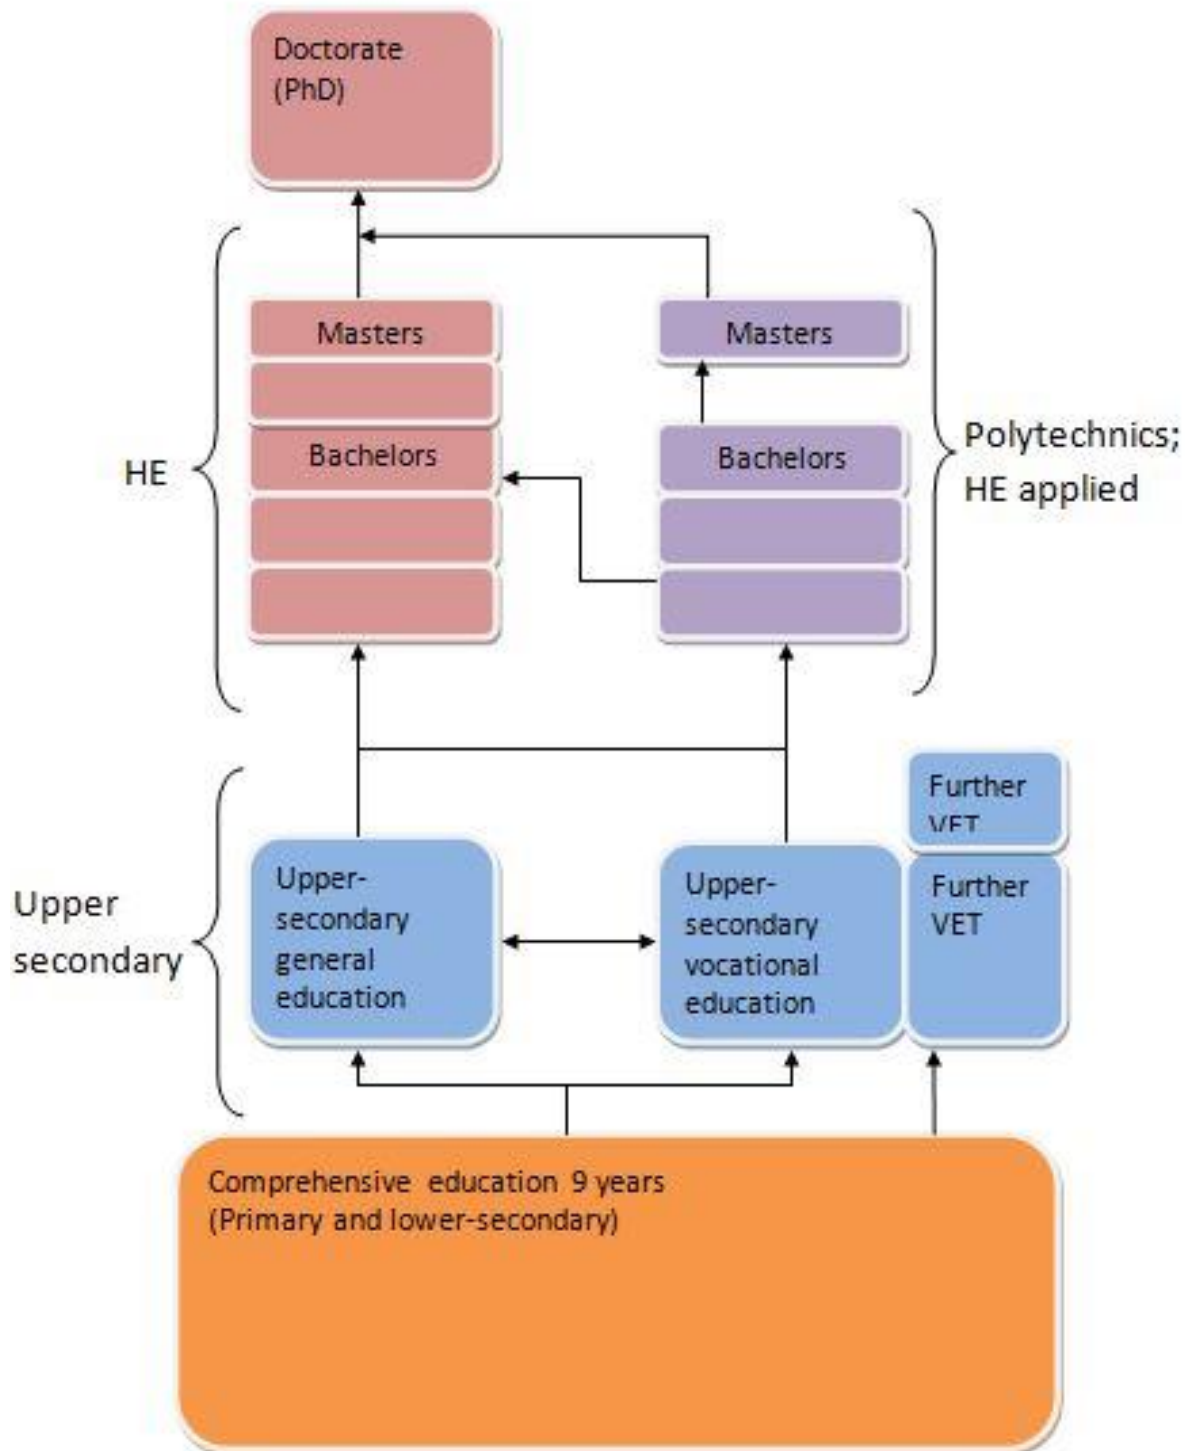 Doctorate
(PhD)
Masters
Masters
HE
Bachelors
Bachelors
Polytechnics;
HE applied
Further
VET
Upper
secondary
Upper-
secondary
general
education
Upper-
secondary
vocational
education
Further
VET
Comprehensive education 9 years
(Primary and lower-secondary)